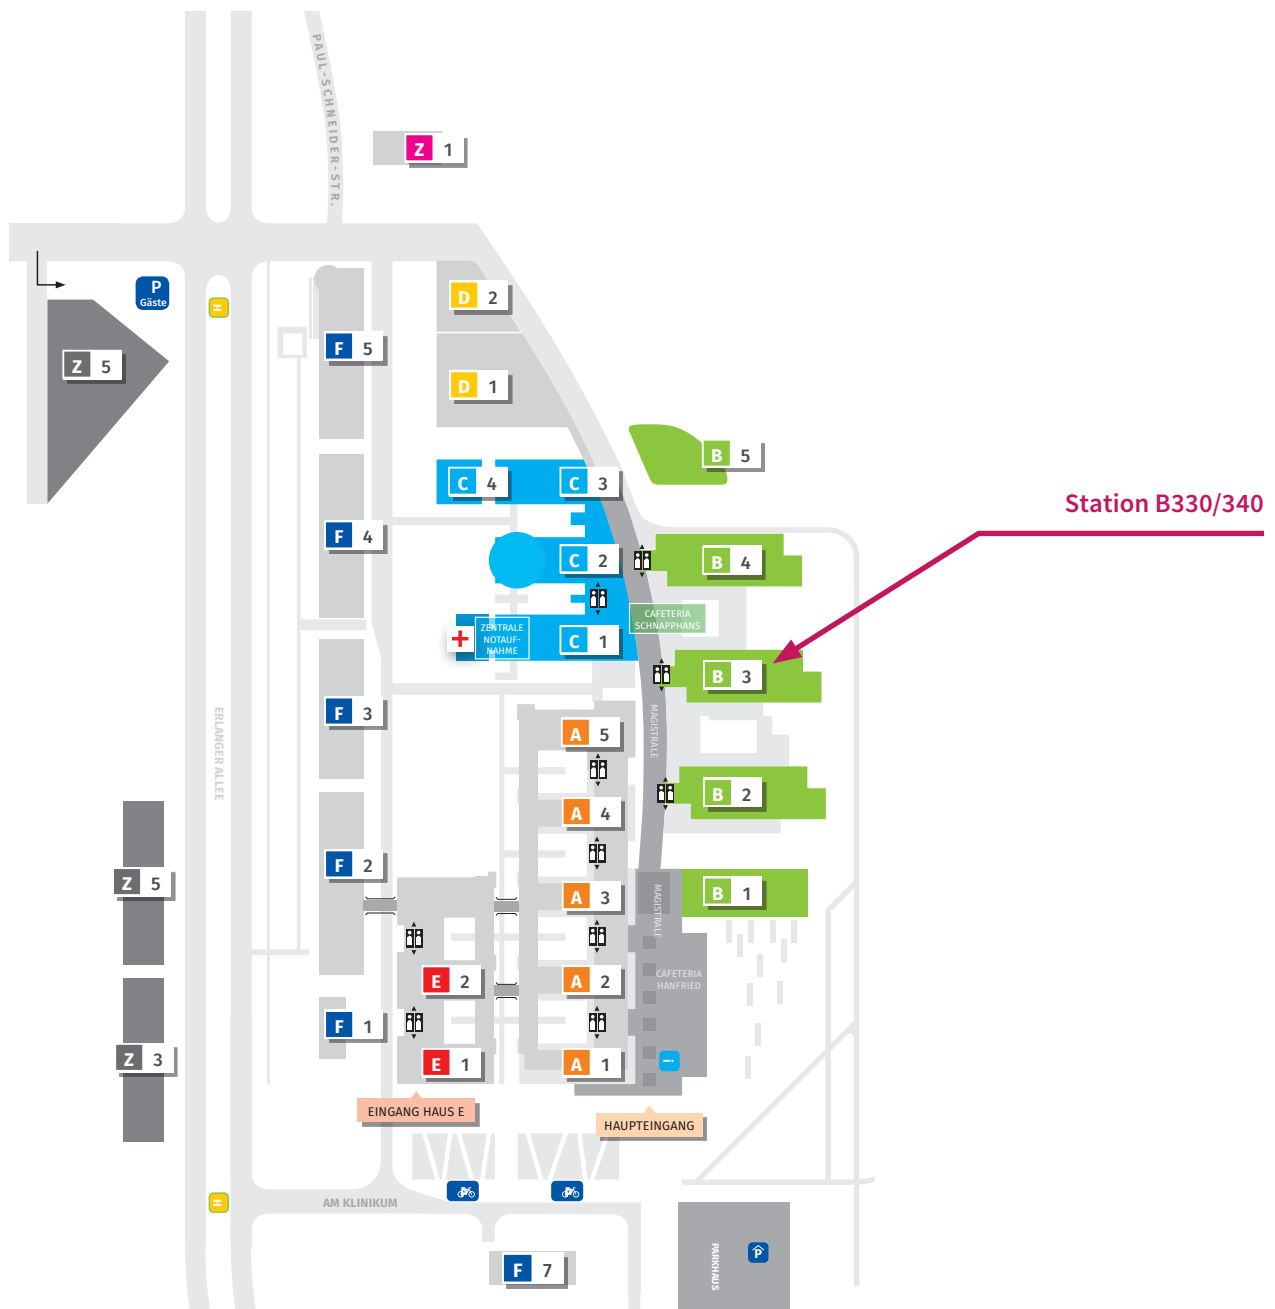 PAUL-SCHNEIDER-STR.
Z 1
P
Gäste
H
D 2
Z 5
F 5
D 1
B 5
C 4
C 3
Station B330/340
F 4
C 2
B 4
CAFETERIA
SCHNAPPHANS
ZENTRALE
NOTAUF-
NAHME
C 1
B 3
F 3
A 5
MAGISTRALE
ERLANGER ALLEE
B 2
A 4
F 2
Z 5
A 3
MAGISTRALE
B 1
E 2
A 2
CAFETERIA
HANFRIED
F 1
Z 3
E 1
A 1
i
EINGANG HAUS E
HAUPTEINGANG
H
AM KLINIKUM
P
P
F 7
PARKHAUS
P